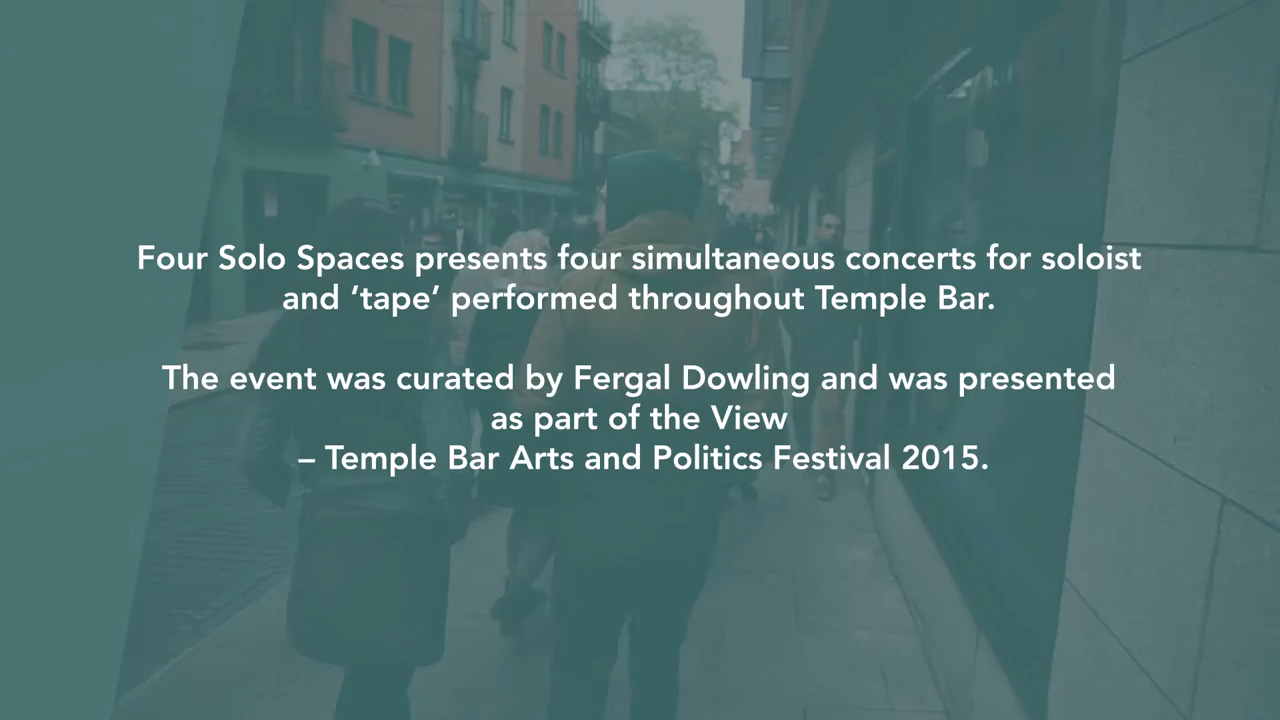 Four Solo Spaces presents four simultaneous concerts for soloist
and ‘tape’ performed throughout Temple Bar.
The event was curated by Fergal Dowling and was presented
as part of the View
– Temple Bar Arts and Politics Festival 2015.